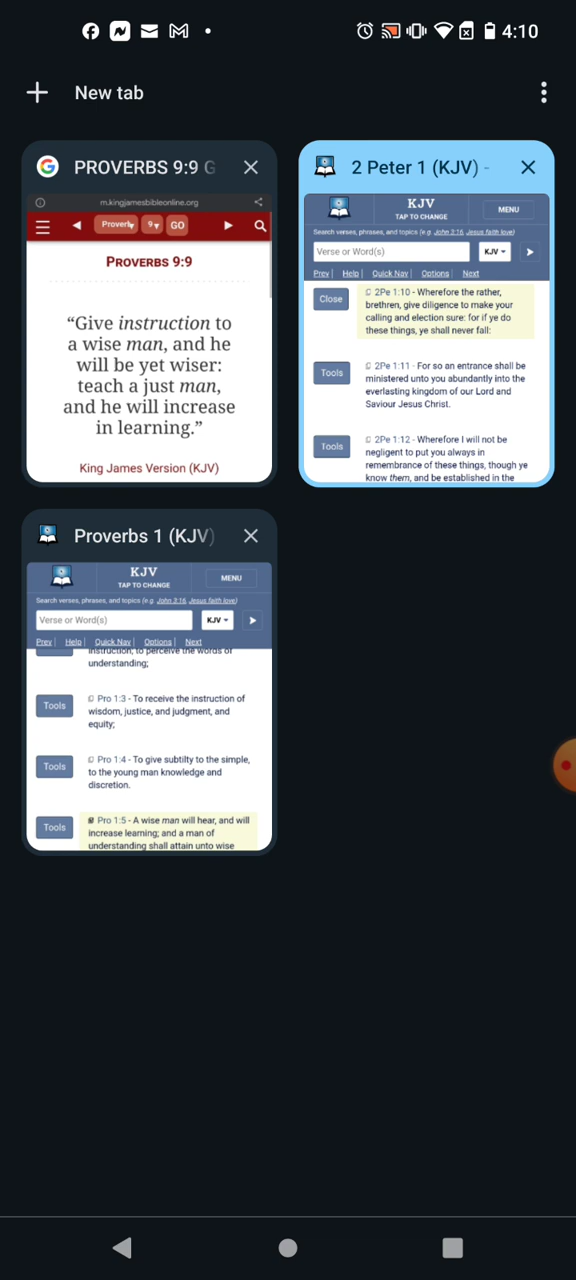 4:10
New tab
PROVERBS 9:9 G
m.kingjamesbibleonline.org
Proverb
9
GO
PROVERBS 9:9
“Give instruction to
a wise man, and he
will be yet wiser:
teach a just man,
and he will increase
in learning.”
King James Version (KJV)
2 Peter 1 (KJV) -
KJV
TAP TO CHANGE
MENU
Search verses, phrases, and topics (e.g. John 3:16, Jesus faith love)
Verse or Word(s)
KJV
Prev | Help | Quick Nav | Options | Next
Close
2Pe 1:10 - Wherefore the rather,
brethren, give diligence to make your
calling and election sure: for if ye do
these things, ye shall never fall:
Tools
2Pe 1:11 - For so an entrance shall be
ministered unto you abundantly into the
everlasting kingdom of our Lord and
Saviour Jesus Christ.
Tools
2Pe 1:12 - Wherefore I will not be
negligent to put you always in
remembrance of these things, though ye
know them, and be established in the
Proverbs 1 (KJV)
KJV
TAP TO CHANGE
MENU
Search verses, phrases, and topics (e.g. John 3:16, Jesus faith love)
Verse or Word(s)
KJV
Prev | Help | Quick Nav | Options | Next
instruction; to perceive the words of
understanding;
Tools
Pro 1:3 - To receive the instruction of
wisdom, justice, and judgment, and
equity;
Tools
Pro 1:4 - To give subtilty to the simple,
to the young man knowledge and
discretion.
Tools
Pro 1:5 - A wise man will hear, and will
increase learning; and a man of
understanding shall attain unto wise